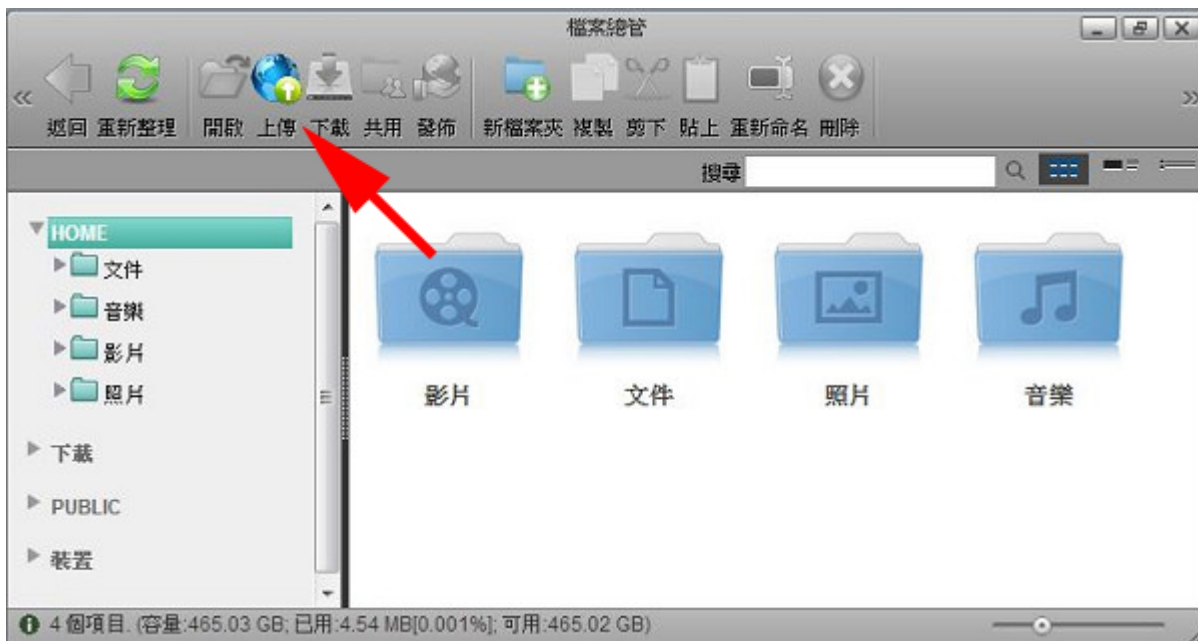 檔案總管
返回 重新整理 開啟 上傳 下載 共用 發佈 新檔案夾 複製 剪下 貼上 重新命名 刪除
搜尋
HOME
文件
音樂
影片
照片
下載
PUBLIC
裝置
影片 文件 照片 音樂
4 個項目. (容量:465.03 GB; 已用:4.54 MB[0.001%]; 可用:465.02 GB)